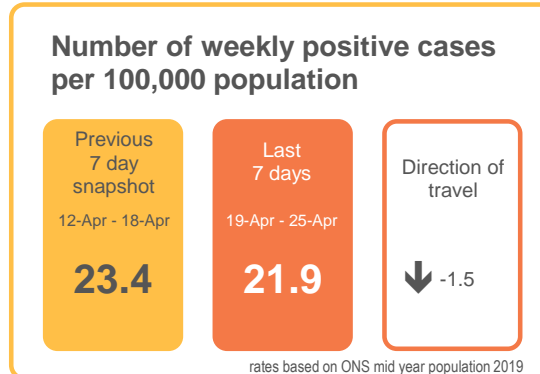 Number of weekly positive cases
per 100,000 population
Previous
7 day
snapshot
12-Apr - 18-Apr
23.4
Last
7 days
19-Apr - 25-Apr
21.9
Direction of
travel
-1.5
rates based on ONS mid year population 2019